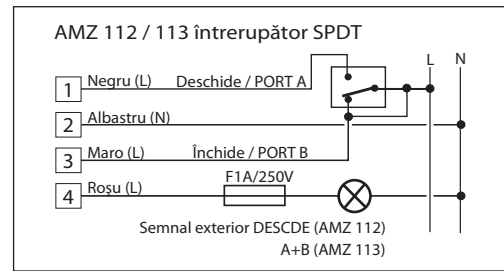 AMZ 112 / 113 întrerupător SPDT
L N
1 Negru (L) Deschide / PORT A
2 Albastru (N)
3 Maro (L) Închide / PORT B
F1A/250V
4 Roșu (L)
Semnal exterior DESCDE (AMZ 112)
A+B (AMZ 113)